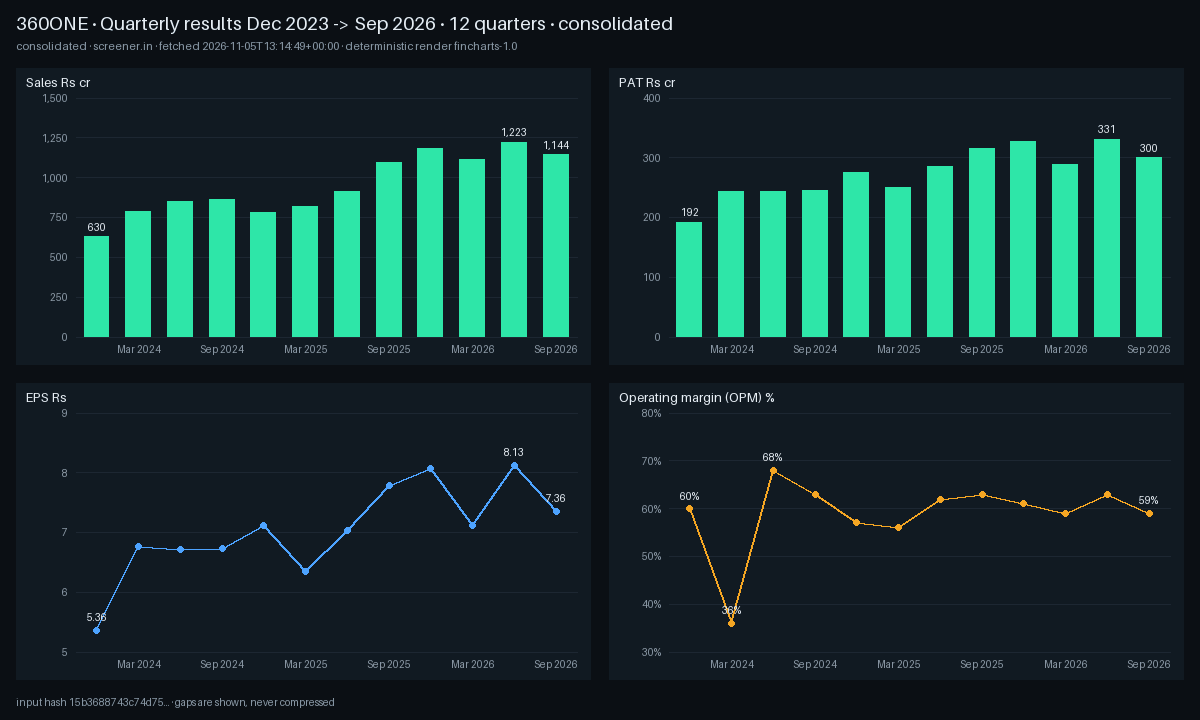 360ONE · Quarterly results Dec 2023 -> Sep 2026 · 12 quarters · consolidated
consolidated · screener.in · fetched 2026-11-05T13:14:49+00:00 · deterministic render fincharts-1.0
Sales Rs cr
1,500
1,250
1,000
750
500
250
0
630
1,223
1,144
Mar 2024
Sep 2024
Mar 2025
Sep 2025
Mar 2026
Sep 2026
PAT Rs cr
400
300
200
100
0
192
331
300
Mar 2024
Sep 2024
Mar 2025
Sep 2025
Mar 2026
Sep 2026
EPS Rs
9
8
7
6
5
5.36
8.13
7.36
Mar 2024
Sep 2024
Mar 2025
Sep 2025
Mar 2026
Sep 2026
Operating margin (OPM) %
80%
70%
60%
50%
40%
30%
60%
36%
68%
59%
Mar 2024
Sep 2024
Mar 2025
Sep 2025
Mar 2026
Sep 2026
input hash 15b3688743c74d75… · gaps are shown, never compressed